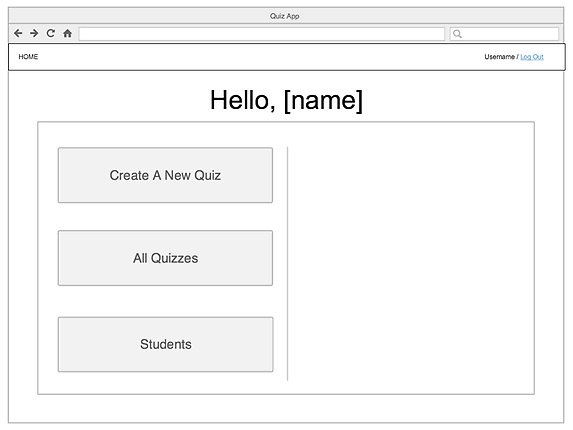 Quiz App
HOME
Username / Log Out
Hello, [name]
Create A New Quiz
All Quizzes
Students